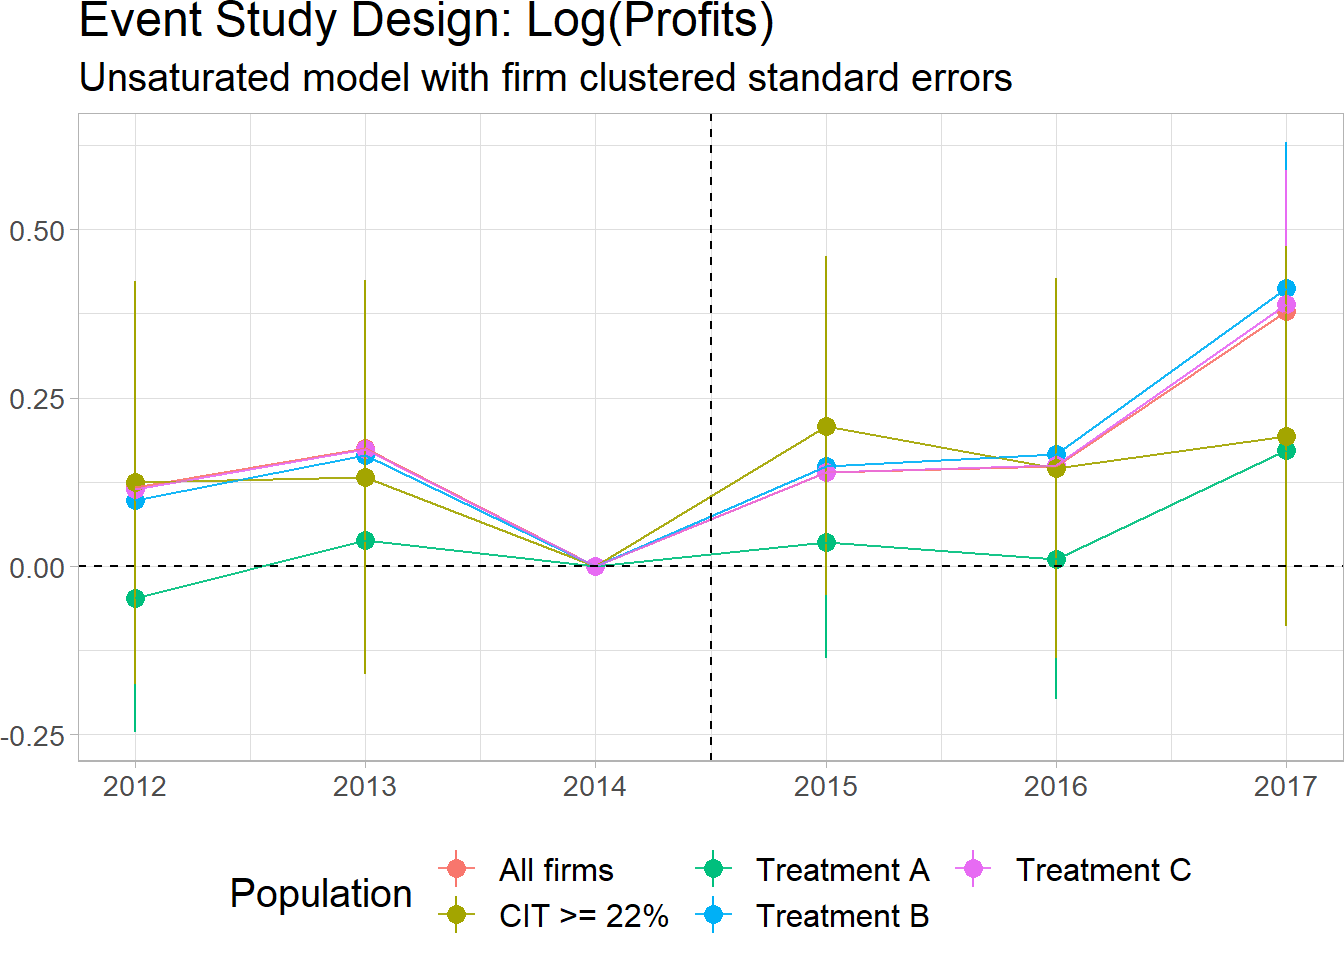 Event Study Design: Log(Profits)
Unsaturated model with firm clustered standard errors
0.50
0.25
0.00
-0.25
2012 2013 2014 2015 2016 2017
Population
All firms Treatment A Treatment C
CIT >= 22% Treatment B